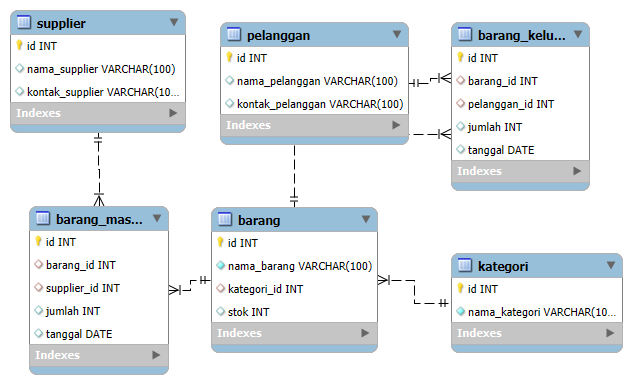 supplier
id INT
nama_supplier VARCHAR(100)
kontak_supplier VARCHAR(10...
Indexes
pelanggan
id INT
nama_pelanggan VARCHAR(100)
kontak_pelanggan VARCHAR(100)
Indexes
barang_kelu...
id INT
barang_id INT
pelanggan_id INT
jumlah INT
tanggal DATE
Indexes
barang_mas...
id INT
barang_id INT
supplier_id INT
jumlah INT
tanggal DATE
Indexes
barang
id INT
nama_barang VARCHAR(100)
kategori_id INT
stok INT
Indexes
kategori
id INT
nama_kategori VARCHAR(10...
Indexes